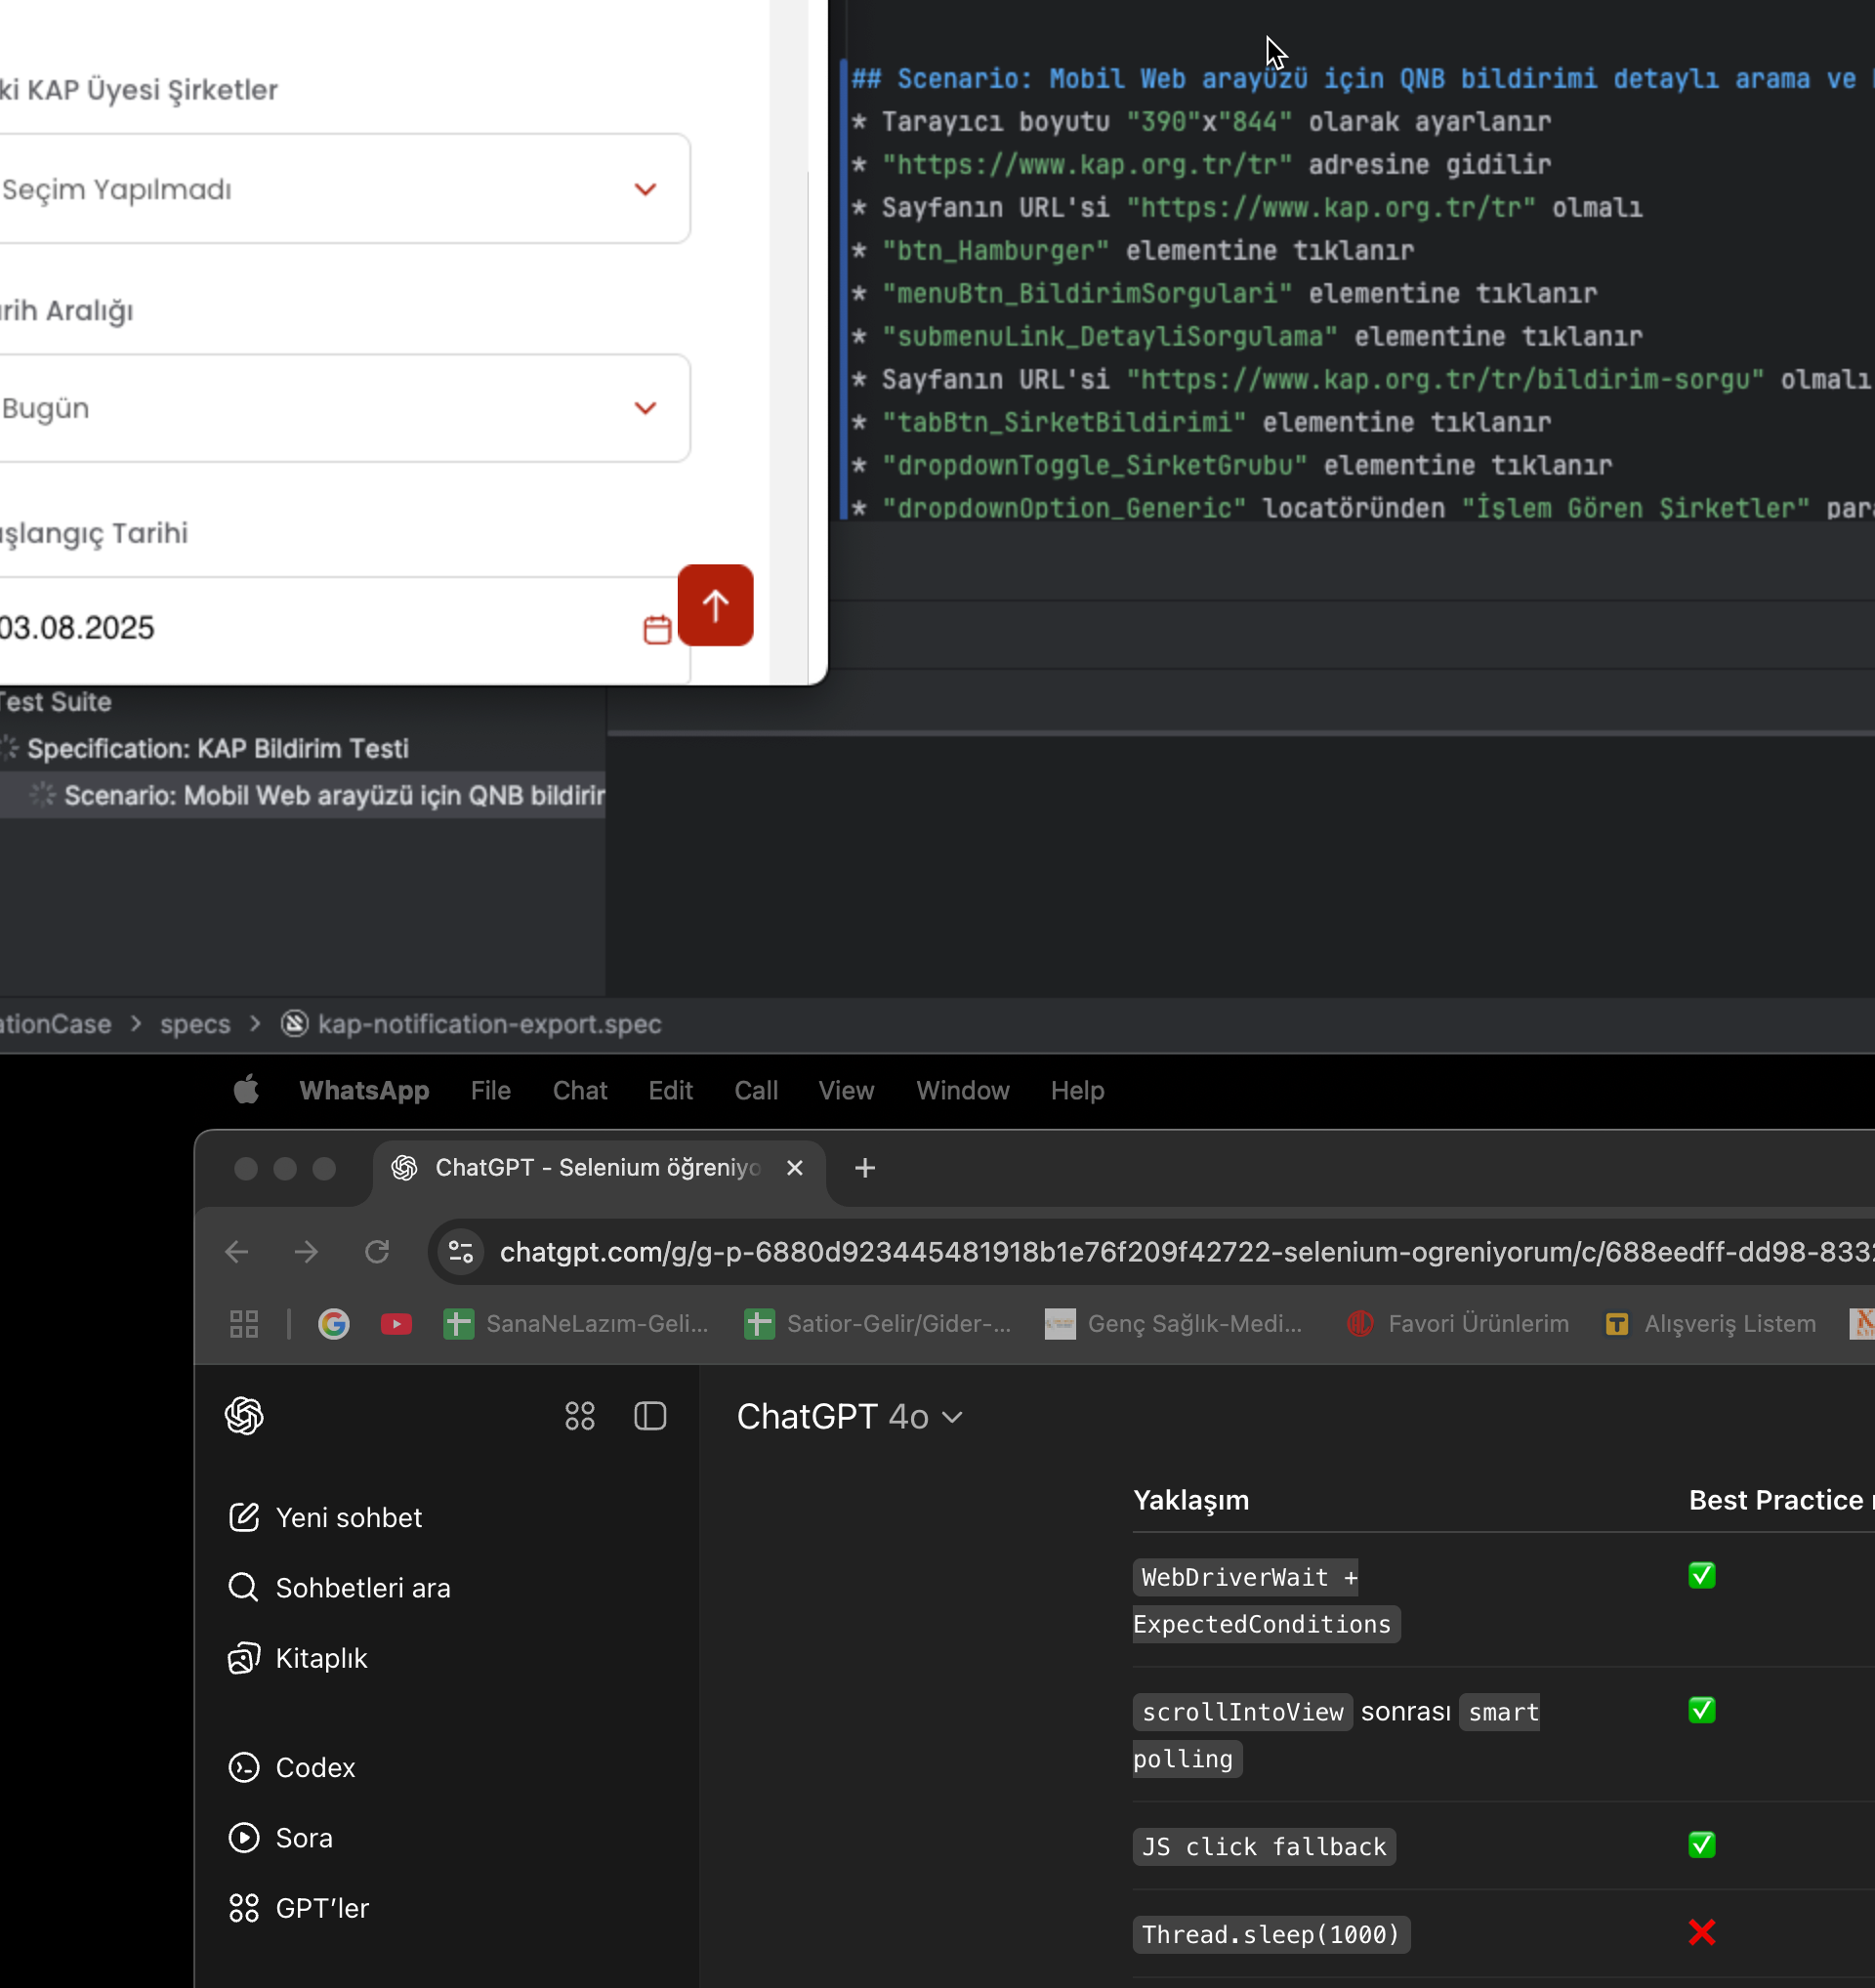 ki KAP Üyesi Şirketler
Seçim Yapılmadı
rih Aralığı
Bugün
şlangıç Tarihi
03.08.2025
## Scenario: Mobil Web arayüzü için QNB bildirimi detaylı arama ve
* Tarayıcı boyutu "390"x"844" olarak ayarlanır
* "https://www.kap.org.tr/tr" adresine gidilir
* Sayfanın URL'si "https://www.kap.org.tr/tr" olmalı
* "btn_Hamburger" elementine tıklanır
* "menuBtn_BildirimSorgulari" elementine tıklanır
* "submenuLink_DetayliSorgulama" elementine tıklanır
* Sayfanın URL'si "https://www.kap.org.tr/tr/bildirim-sorgu" olmalı
* "tabBtn_SirketBildirimi" elementine tıklanır
* "dropdownToggle_SirketGrubu" elementine tıklanır
* "dropdownOption_Generic" locatöründen "İşlem Gören Şirketler" par
Test Suite
Specification: KAP Bildirim Testi
Scenario: Mobil Web arayüzü için QNB bildirir
ationCase > specs > kap-notification-export.spec
WhatsApp File Chat Edit Call View Window Help
ChatGPT - Selenium öğreniyo
chatgpt.com/g/g-p-6880d923445481918b1e76f209f42722-selenium-ogreniyorum/c/688eedff-dd98-833
SanaNeLazım-Geli... Satior-Gelir/Gider-... Genç Sağlık-Medi... Favori Ürünlerim Alışveriş Listem
ChatGPT 4o
Yeni sohbet
Sohbetleri ara
Kitaplık
Codex
Sora
GPT'ler
Yaklaşım Best Practice
WebDriverWait +
ExpectedConditions
scrollIntoView sonrası smart
polling
JS click fallback
Thread.sleep(1000)